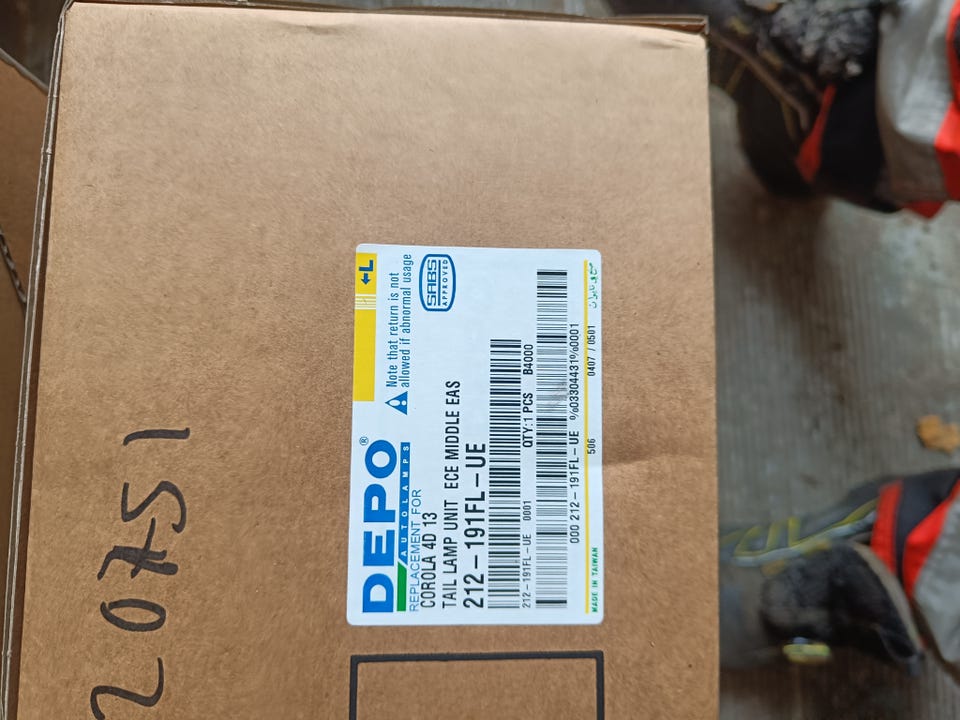 20751
DEPO®
AUTOLAMPS
←L
Note that return is not
allowed if abnormal usage
SABS
APPROVED
REPLACEMENT FOR
COROLA 4D 13
TAIL LAMP UNIT ECE MIDDLE EAS
212-191FL-UE
212-191FL-UE 0001
QTY:1 PCS B4000
000 212-191FL-UE %03304431%0001
MADE IN TAIWAN
506
0407 / 0501